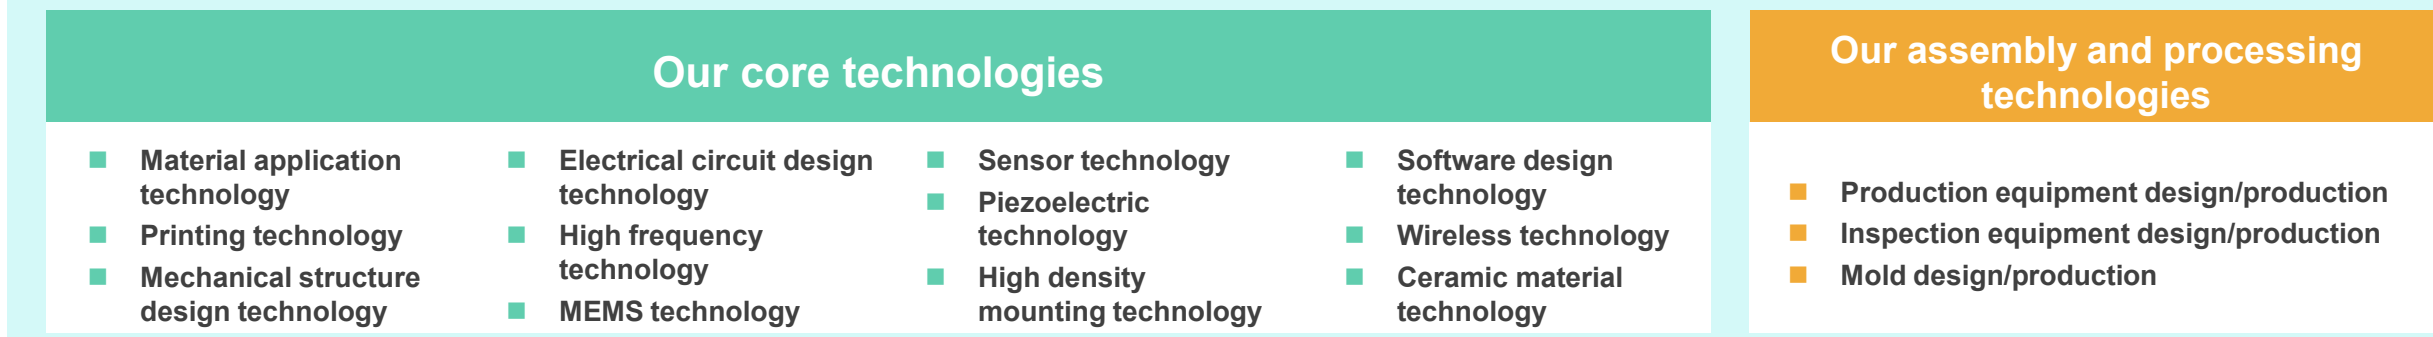 Our core technologies
Material application
technology
Printing technology
Mechanical structure
design technology
Electrical circuit design
technology
High frequency
technology
MEMS technology
Sensor technology
Piezoelectric
technology
High density
mounting technology
Software design
technology
Wireless technology
Ceramic material
technology
Our assembly and processing
technologies
Production equipment design/production
Inspection equipment design/production
Mold design/production